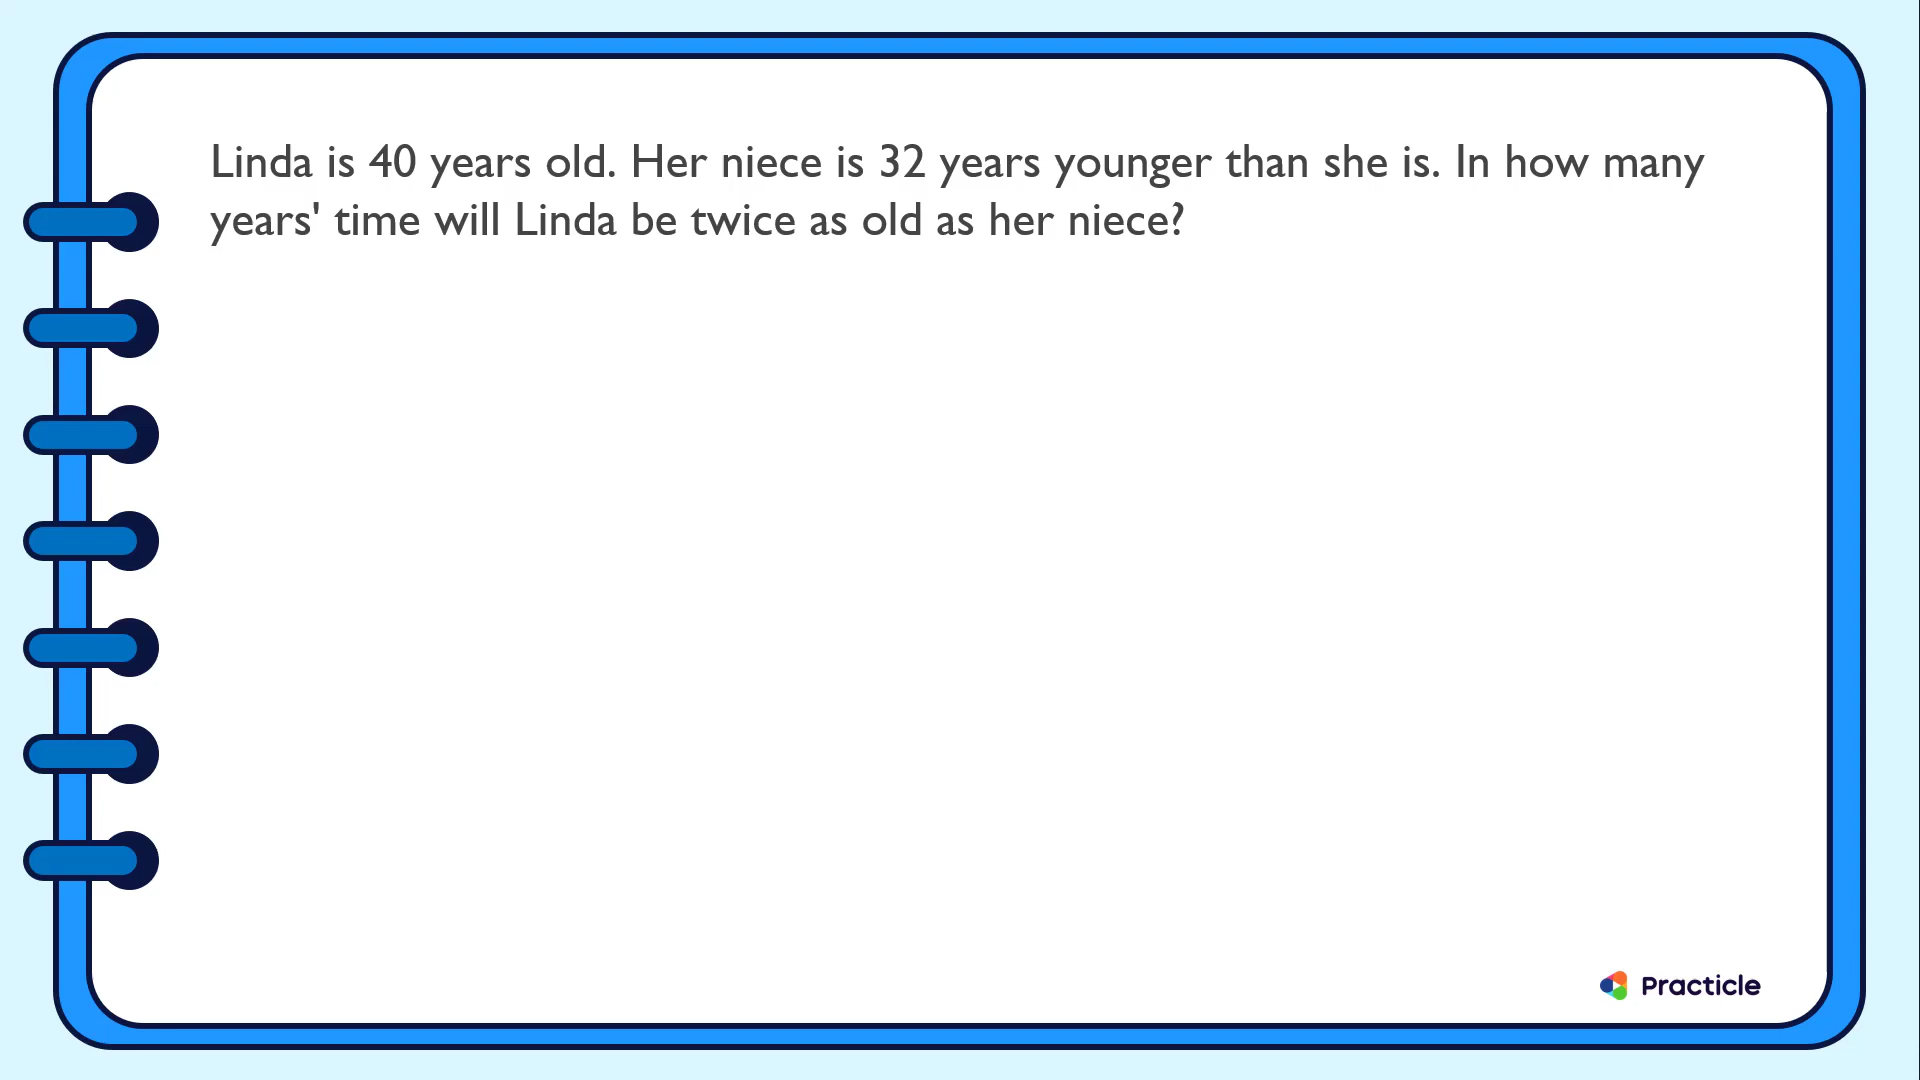 Linda is 40 years old. Her niece is 32 years younger than she is. In how many
years' time will Linda be twice as old as her niece?
Practicle